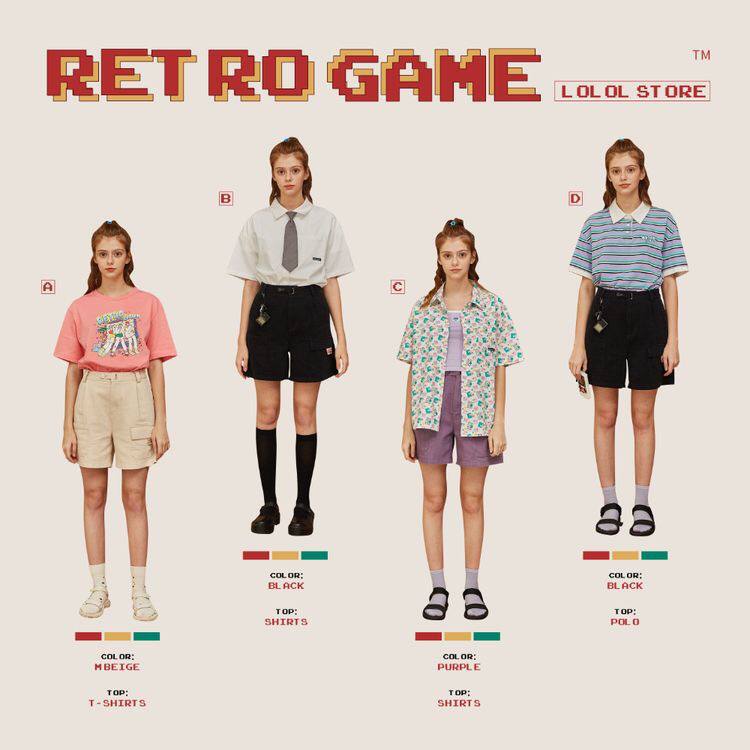 RETRO GAME
TM
LOLOL STORE
A
B
C
D
COLOR;
MBEIGE
TOP;
T-SHIRTS
COLOR;
BLACK
TOP;
SHIRTS
COLOR;
PURPLE
TOP;
SHIRTS
COLOR;
BLACK
TOP;
POLO